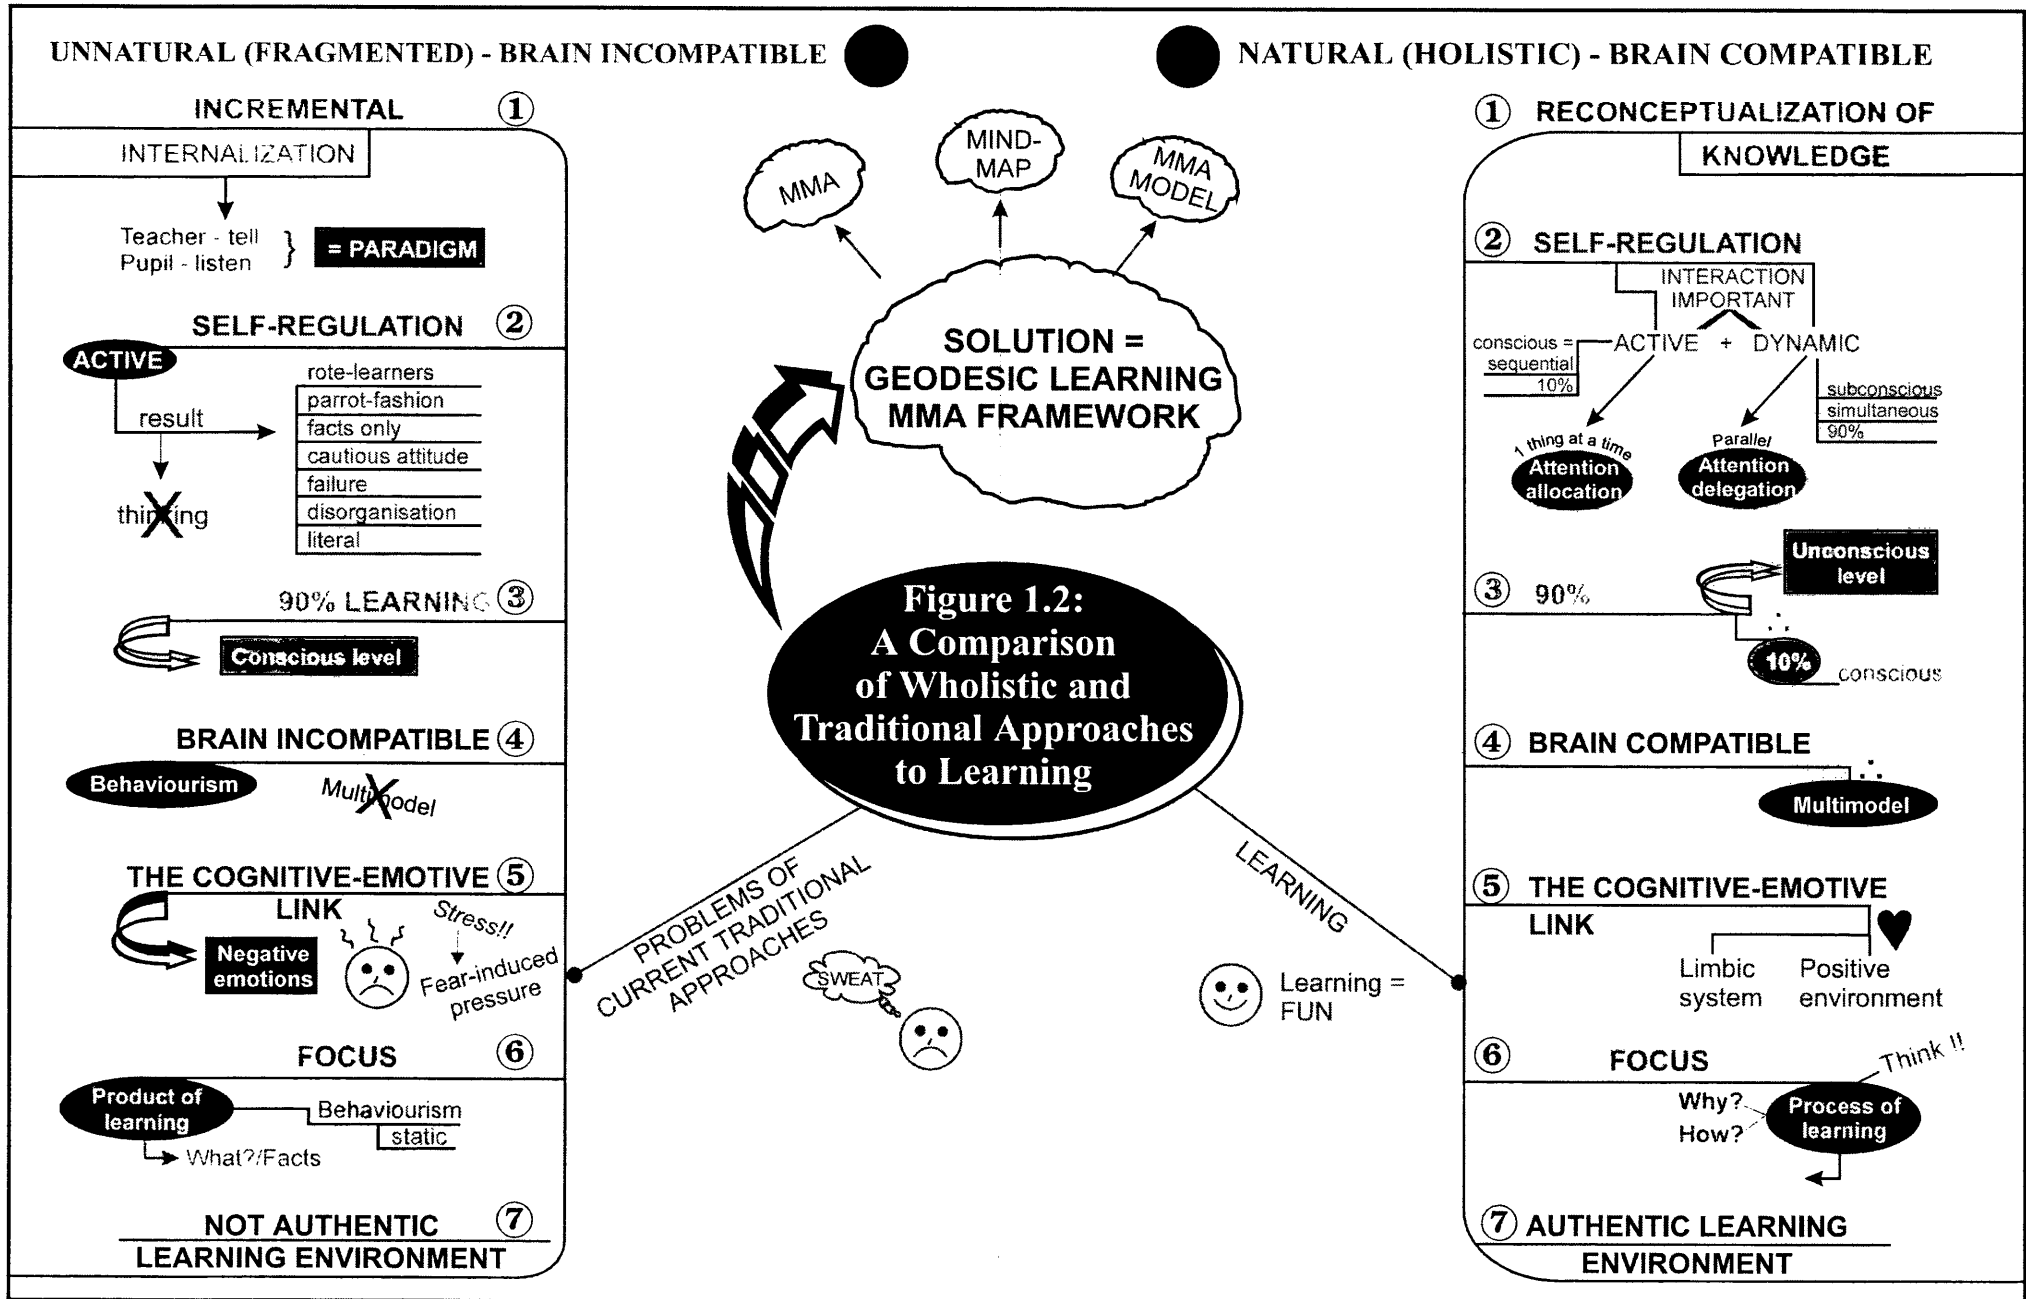 UNNATURAL (FRAGMENTED) - BRAIN INCOMPATIBLE
INCREMENTAL ①
INTERNALIZATION
Teacher - tell
Pupil - listen
} = PARADIGM
SELF-REGULATION ②
ACTIVE
result
thinking
rote-learners
parrot-fashion
facts only
cautious attitude
failure
disorganisation
literal
90% LEARNING ③
Conscious level
BRAIN INCOMPATIBLE ④
Behaviourism
Multimodel
THE COGNITIVE-EMOTIVE ⑤
LINK
Negative
emotions
Stress!!
Fear-induced
pressure
FOCUS ⑥
Product of
learning
Behaviourism
static
What?/Facts
NOT AUTHENTIC ⑦
LEARNING ENVIRONMENT
MMA
MIND-
MAP
MMA
MODEL
SOLUTION =
GEODESIC LEARNING
MMA FRAMEWORK
Figure 1.2:
A Comparison
of Wholistic and
Traditional Approaches
to Learning
PROBLEMS OF
CURRENT TRADITIONAL
APPROACHES
SWEAT
LEARNING
Learning =
FUN
NATURAL (HOLISTIC) - BRAIN COMPATIBLE
① RECONCEPTUALIZATION OF
KNOWLEDGE
② SELF-REGULATION
INTERACTION
IMPORTANT
ACTIVE + DYNAMIC
conscious =
sequential
10%
subconscious
simultaneous
90%
1 thing at a time
Attention
allocation
Parallel
Attention
delegation
③ 90%
Unconscious
level
∴
10%
conscious
④ BRAIN COMPATIBLE
∴
Multimodel
⑤ THE COGNITIVE-EMOTIVE
LINK
Limbic
system
Positive
environment
⑥ FOCUS
Think !!
Why?
How?
Process of
learning
⑦ AUTHENTIC LEARNING
ENVIRONMENT